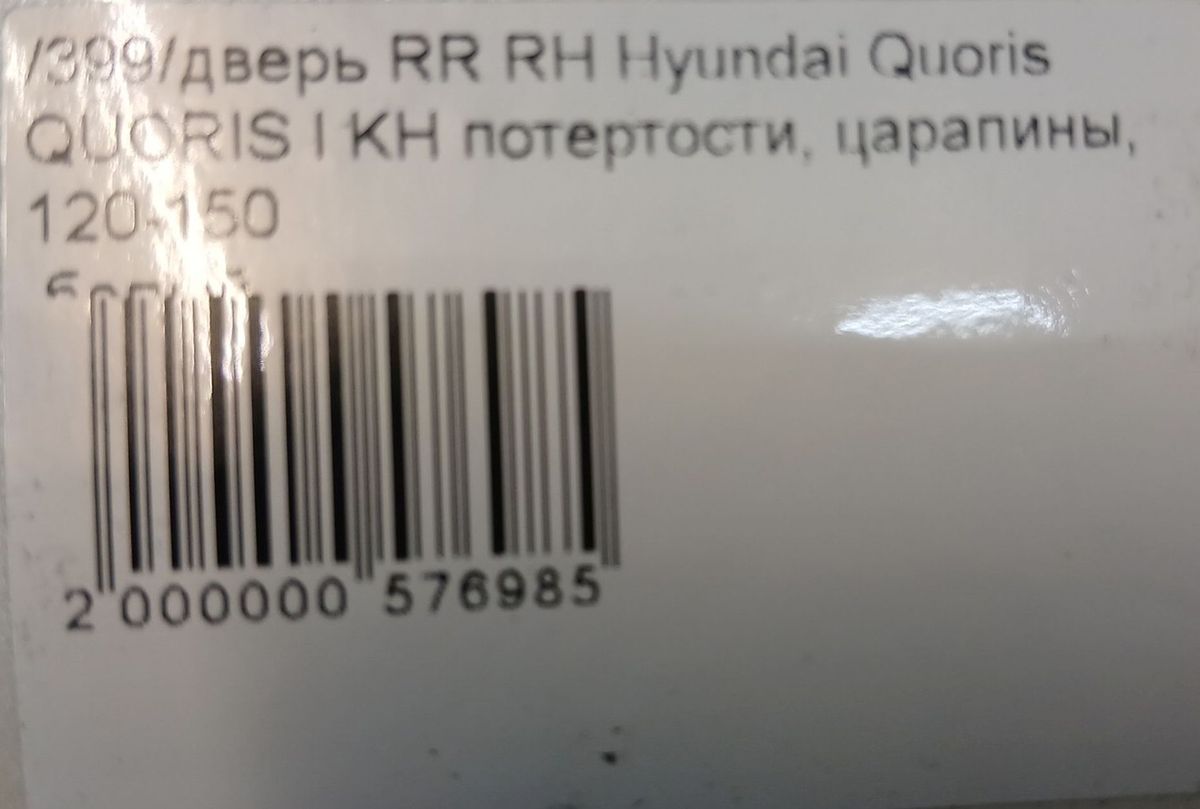 /399/дверь RR RH Hyundai Quoris
QUORIS I KH потертости, царапины,
120-150
2 000000 576985